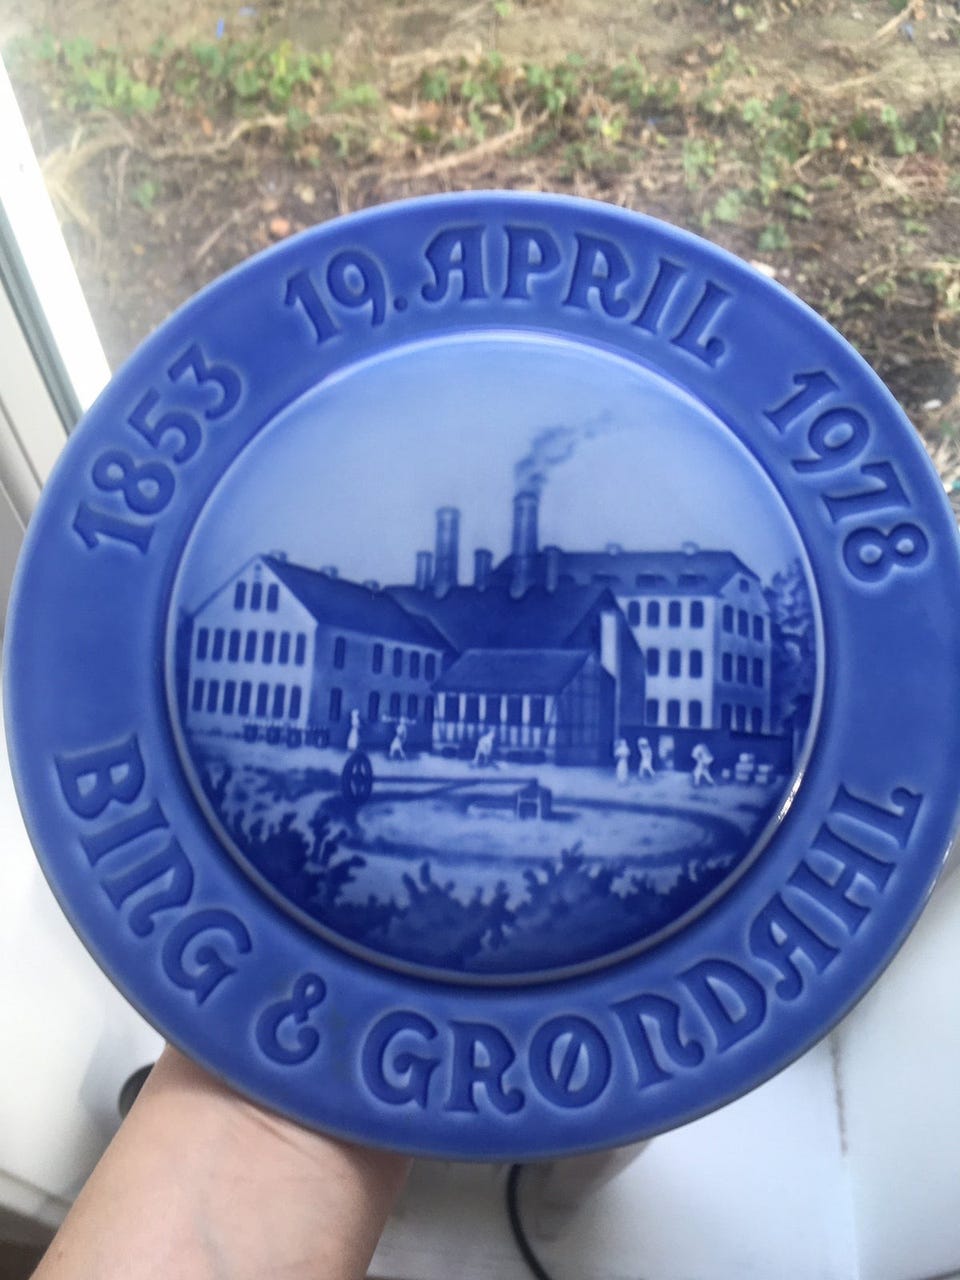 1853 19. APRIL 1978
BING & GRØNDAHL